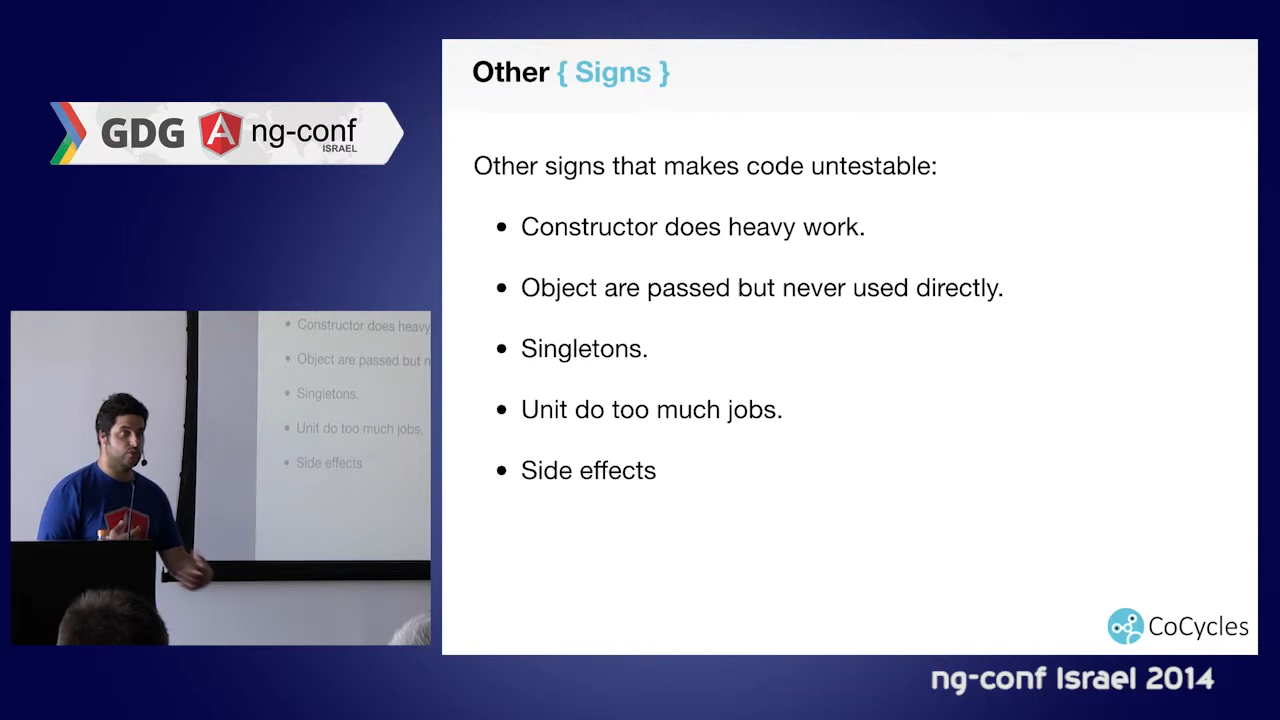 GDG ng-conf
ISRAEL
Other { Signs }
Other signs that makes code untestable:
• Constructor does heavy work.
• Object are passed but never used directly.
• Singletons.
• Unit do too much jobs.
• Side effects
• Constructor does heavy
• Object are passed but n
• Singletons.
• Unit do too much jobs.
• Side effects
CoCycles
ng-conf Israel 2014